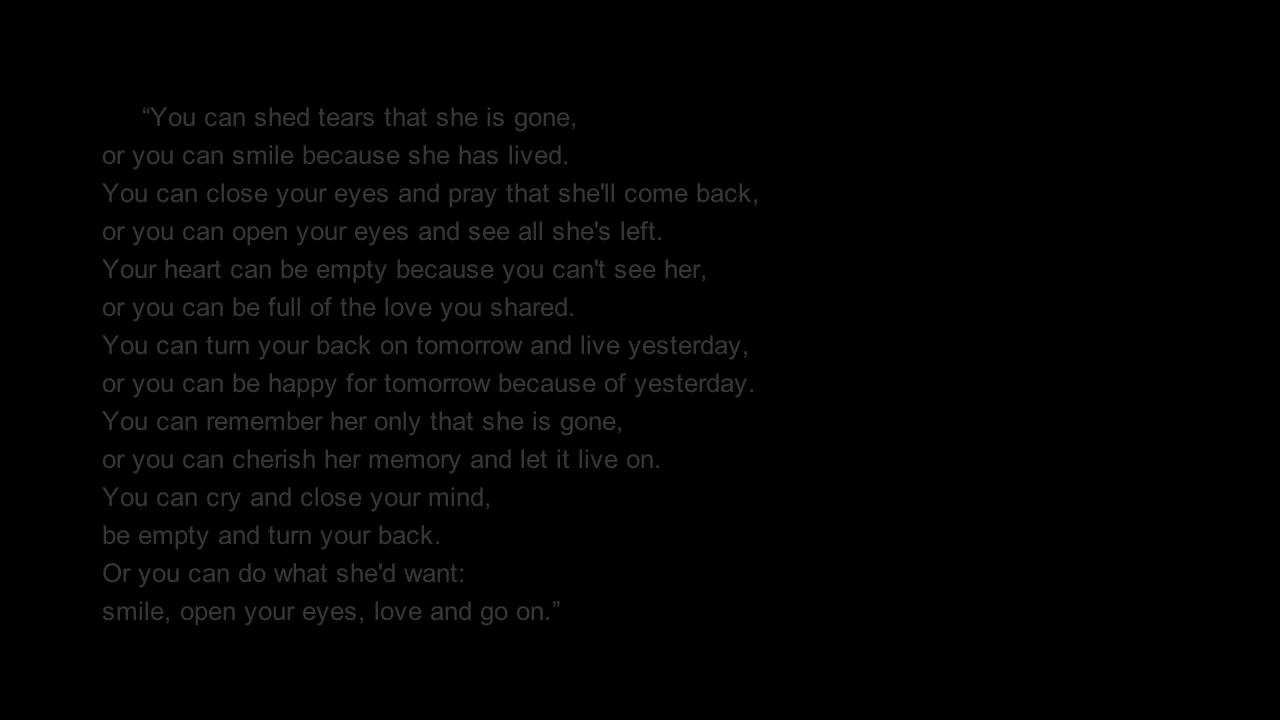 “You can shed tears that she is gone,
or you can smile because she has lived.
You can close your eyes and pray that she'll come back,
or you can open your eyes and see all she's left.
Your heart can be empty because you can't see her,
or you can be full of the love you shared.
You can turn your back on tomorrow and live yesterday,
or you can be happy for tomorrow because of yesterday.
You can remember her only that she is gone,
or you can cherish her memory and let it live on.
You can cry and close your mind,
be empty and turn your back.
Or you can do what she'd want:
smile, open your eyes, love and go on.”